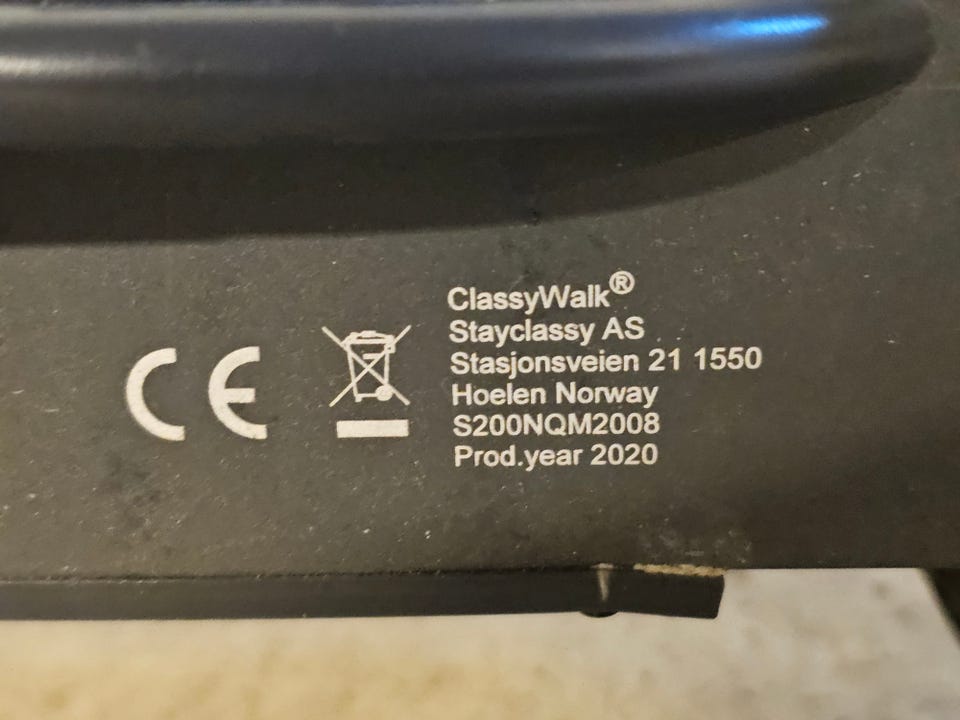 CE
ClassyWalk®
Stayclassy AS
Stasjonsveien 21 1550
Hoelen Norway
S200NQM2008
Prod.year 2020